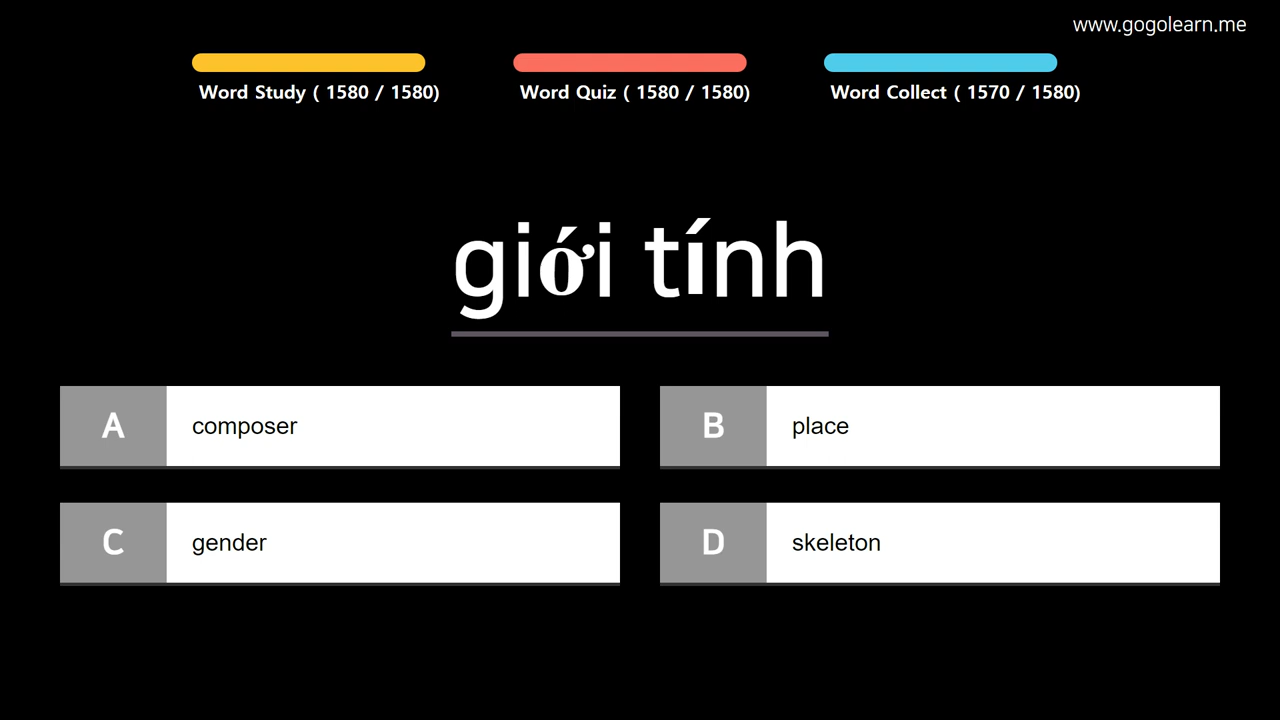 www.gogolearn.me
Word Study ( 1580 / 1580)
Word Quiz ( 1580 / 1580)
Word Collect ( 1570 / 1580)
giới tính
A composer
B place
C gender
D skeleton